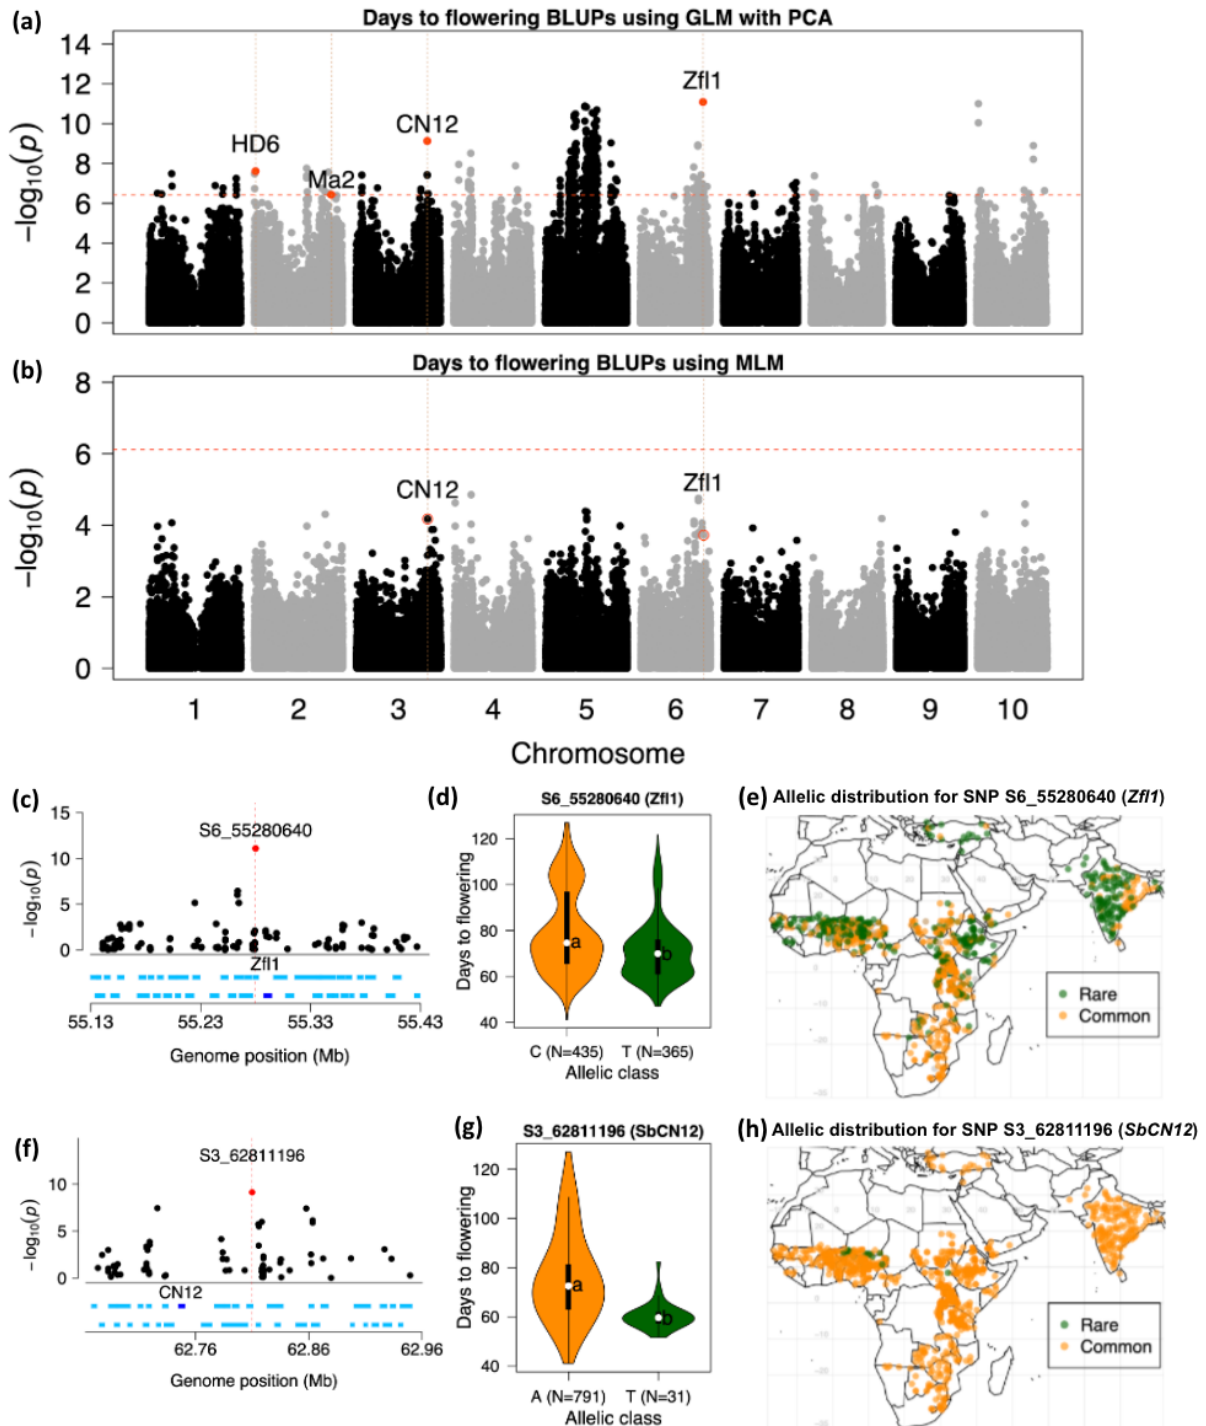 (a)
Days to flowering BLUPs using GLM with PCA
−log10(p)
14
12
10
8
6
4
2
0
HD6
Ma2
CN12
Zfl1
(b)
Days to flowering BLUPs using MLM
−log10(p)
8
6
4
2
0
CN12
Zfl1
1 2 3 4 5 6 7 8 9 10
Chromosome
(c)
−log10(p)
15
10
5
0
S6_55280640
Zfl1
55.13 55.23 55.33 55.43
Genome position (Mb)
(d)
S6_55280640 (Zfl1)
Days to flowering
120
100
80
60
40
a
b
C (N=435) T (N=365)
Allelic class
(e) Allelic distribution for SNP S6_55280640 (Zfl1)
Rare
Common
(f)
−log10(p)
10
5
0
S3_62811196
CN12
62.76 62.86 62.96
Genome position (Mb)
(g)
S3_62811196 (SbCN12)
Days to flowering
120
100
80
60
40
a
b
A (N=791) T (N=31)
Allelic class
(h) Allelic distribution for SNP S3_62811196 (SbCN12)
Rare
Common